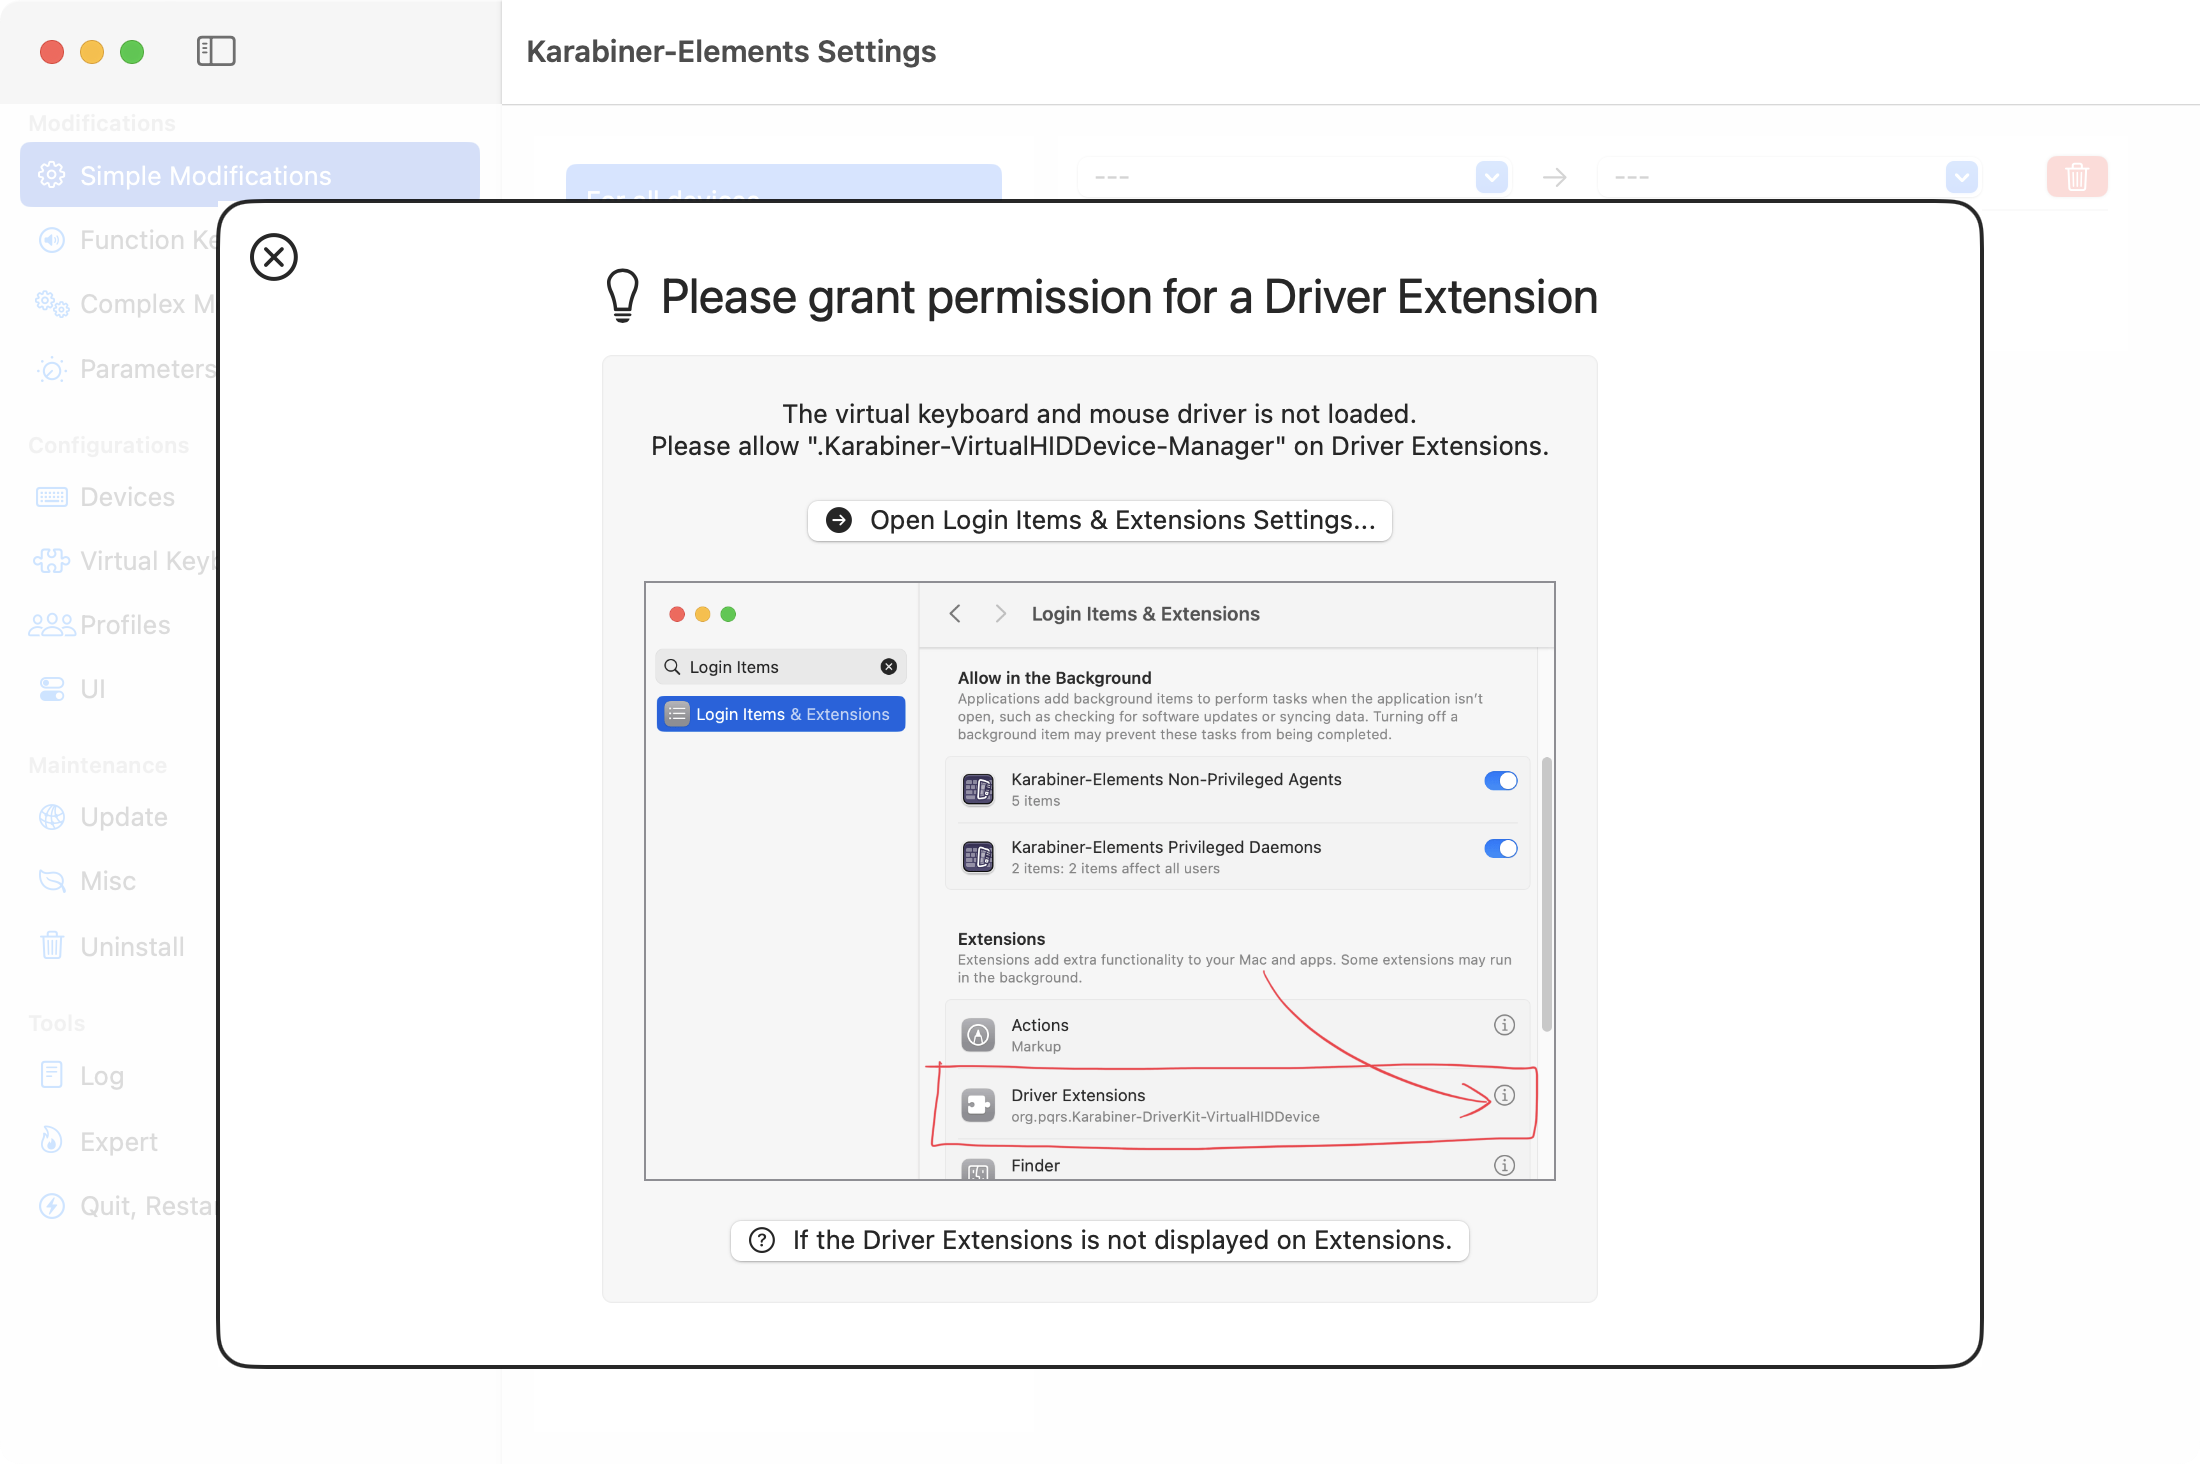 Karabiner-Elements Settings
Modifications
Simple Modifications
Function Ke
Complex M
Parameters
Configurations
Devices
Virtual Keyb
Profiles
UI
Maintenance
Update
Misc
Uninstall
Tools
Log
Expert
Quit, Restar
For all devices
---
---
Please grant permission for a Driver Extension
The virtual keyboard and mouse driver is not loaded.
Please allow ".Karabiner-VirtualHIDDevice-Manager" on Driver Extensions.
Open Login Items & Extensions Settings...
Login Items
Login Items & Extensions
Login Items & Extensions
Allow in the Background
Applications add background items to perform tasks when the application isn't
open, such as checking for software updates or syncing data. Turning off a
background item may prevent these tasks from being completed.
Karabiner-Elements Non-Privileged Agents
5 items
Karabiner-Elements Privileged Daemons
2 items: 2 items affect all users
Extensions
Extensions add extra functionality to your Mac and apps. Some extensions may run
in the background.
Actions
Markup
Driver Extensions
org.pqrs.Karabiner-DriverKit-VirtualHIDDevice
Finder
If the Driver Extensions is not displayed on Extensions.